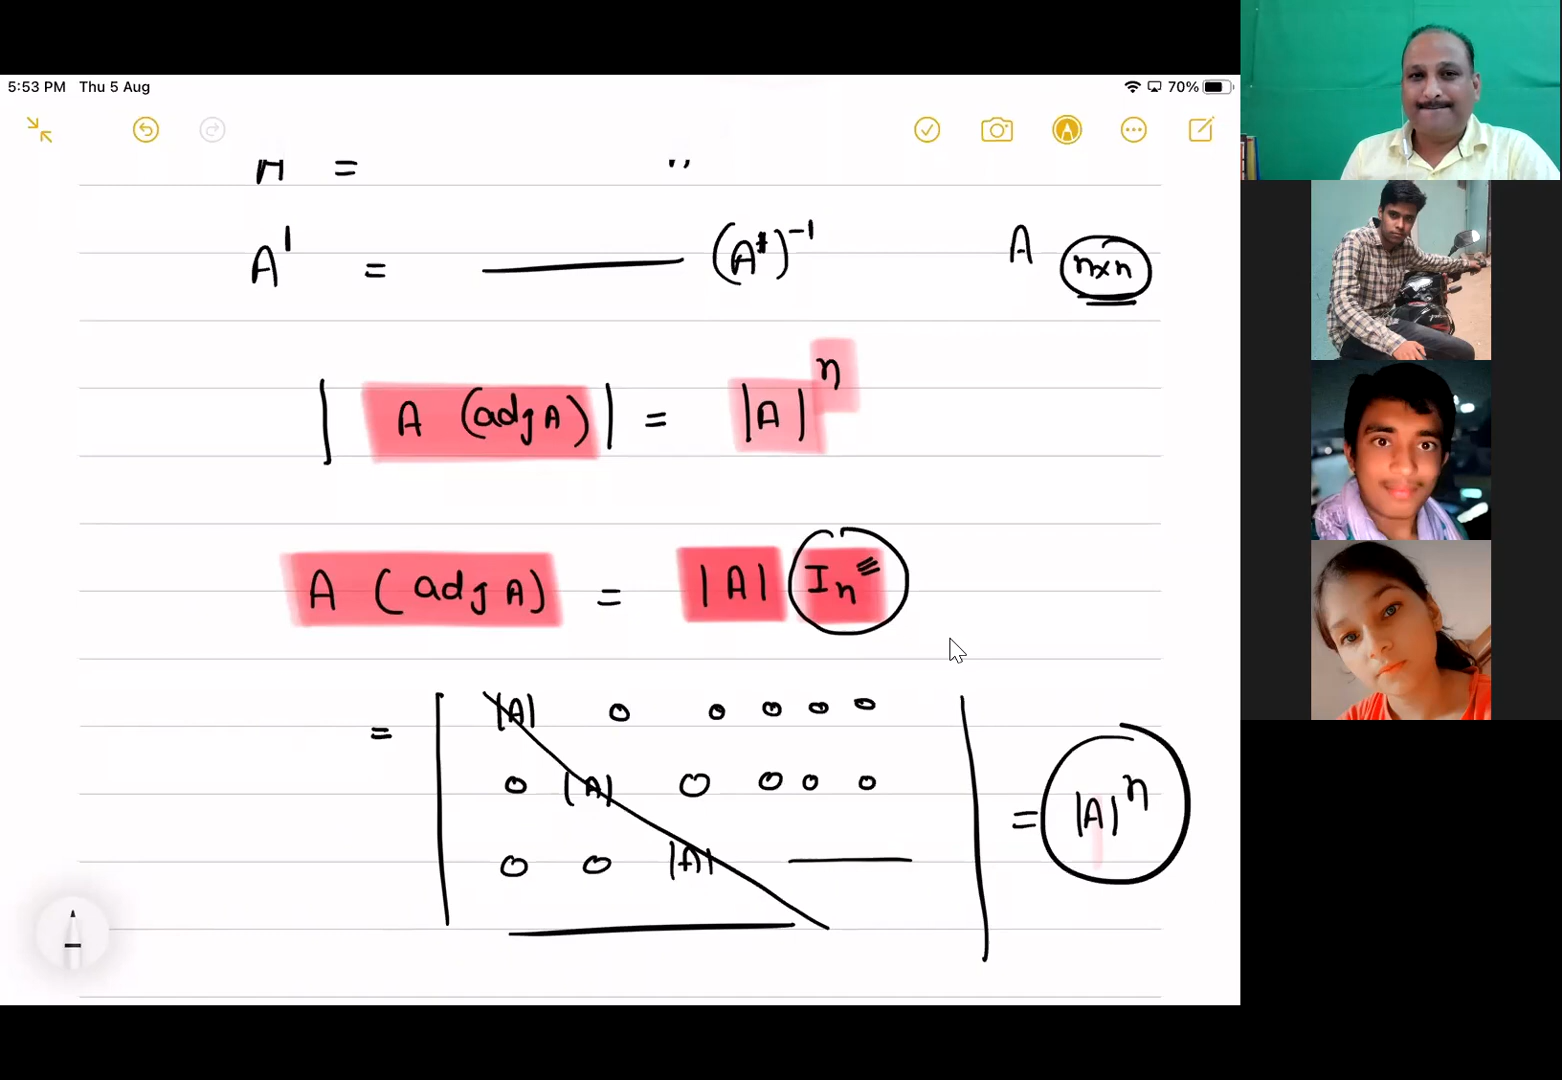 5:53 PM Thu 5 Aug 70%
A' = (A)⁻¹ A n×n
| A (adj A) | = |A|ⁿ
A ( adj A) = |A| Iₙ
= |A| 0 0 0 0 0
0 |A| 0 0 0 0 = |A|ⁿ
0 0 |A|